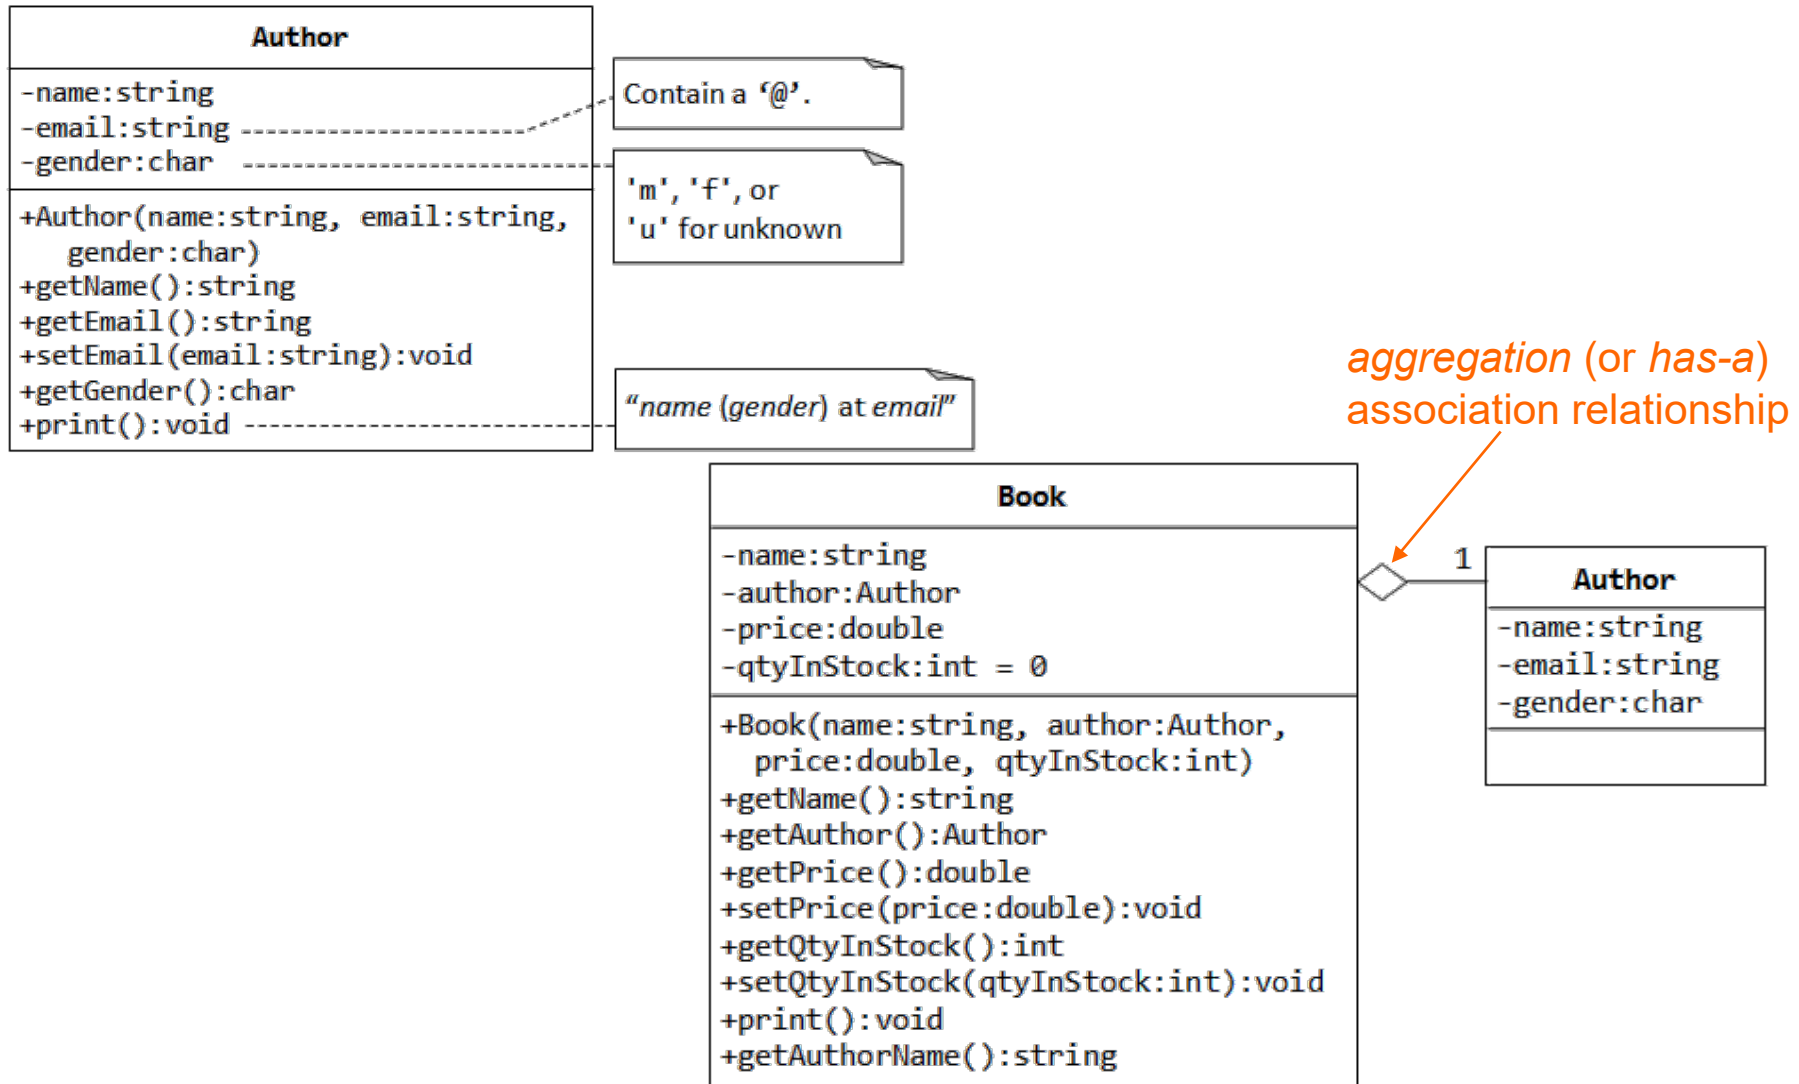 Author
-name:string
-email:string
-gender:char
+Author(name:string, email:string,
gender:char)
+getName():string
+getEmail():string
+setEmail(email:string):void
+getGender():char
+print():void
Contain a ‘@’.
'm', 'f', or
'u' for unknown
“name (gender) at email”
aggregation (or has-a)
association relationship
Book
-name:string
-author:Author
-price:double
-qtyInStock:int = 0
+Book(name:string, author:Author,
price:double, qtyInStock:int)
+getName():string
+getAuthor():Author
+getPrice():double
+setPrice(price:double):void
+getQtyInStock():int
+setQtyInStock(qtyInStock:int):void
+print():void
+getAuthorName():string
1
Author
-name:string
-email:string
-gender:char